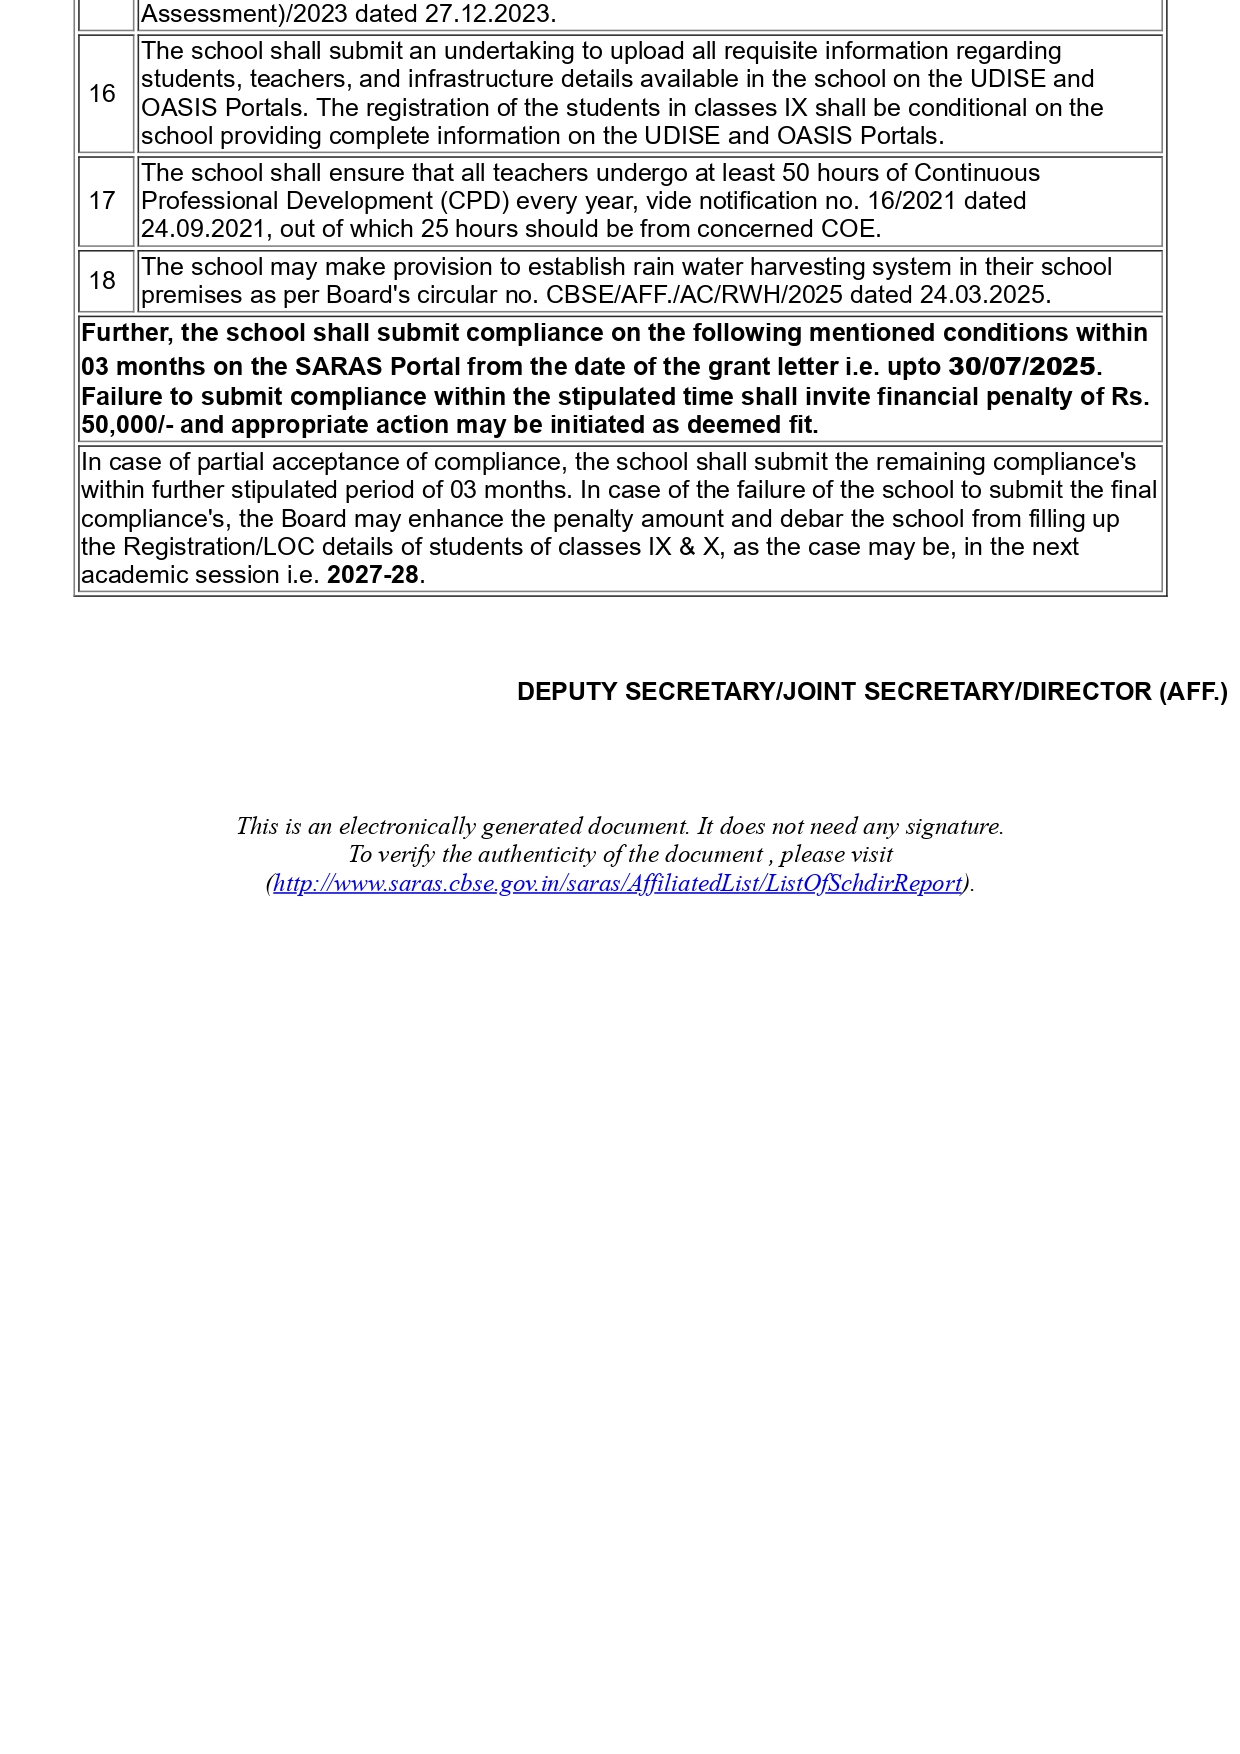 Assessment)/2023 dated 27.12.2023.
16
The school shall submit an undertaking to upload all requisite information regarding
students, teachers, and infrastructure details available in the school on the UDISE and
OASIS Portals. The registration of the students in classes IX shall be conditional on the
school providing complete information on the UDISE and OASIS Portals.
17
The school shall ensure that all teachers undergo at least 50 hours of Continuous
Professional Development (CPD) every year, vide notification no. 16/2021 dated
24.09.2021, out of which 25 hours should be from concerned COE.
18
The school may make provision to establish rain water harvesting system in their school
premises as per Board's circular no. CBSE/AFF./AC/RWH/2025 dated 24.03.2025.
Further, the school shall submit compliance on the following mentioned conditions within
03 months on the SARAS Portal from the date of the grant letter i.e. upto 30/07/2025.
Failure to submit compliance within the stipulated time shall invite financial penalty of Rs.
50,000/- and appropriate action may be initiated as deemed fit.
In case of partial acceptance of compliance, the school shall submit the remaining compliance's
within further stipulated period of 03 months. In case of the failure of the school to submit the final
compliance's, the Board may enhance the penalty amount and debar the school from filling up
the Registration/LOC details of students of classes IX & X, as the case may be, in the next
academic session i.e. 2027-28.
DEPUTY SECRETARY/JOINT SECRETARY/DIRECTOR (AFF.)
This is an electronically generated document. It does not need any signature.
To verify the authenticity of the document , please visit
(http://www.saras.cbse.gov.in/saras/AffiliatedList/ListOfSchdirReport).